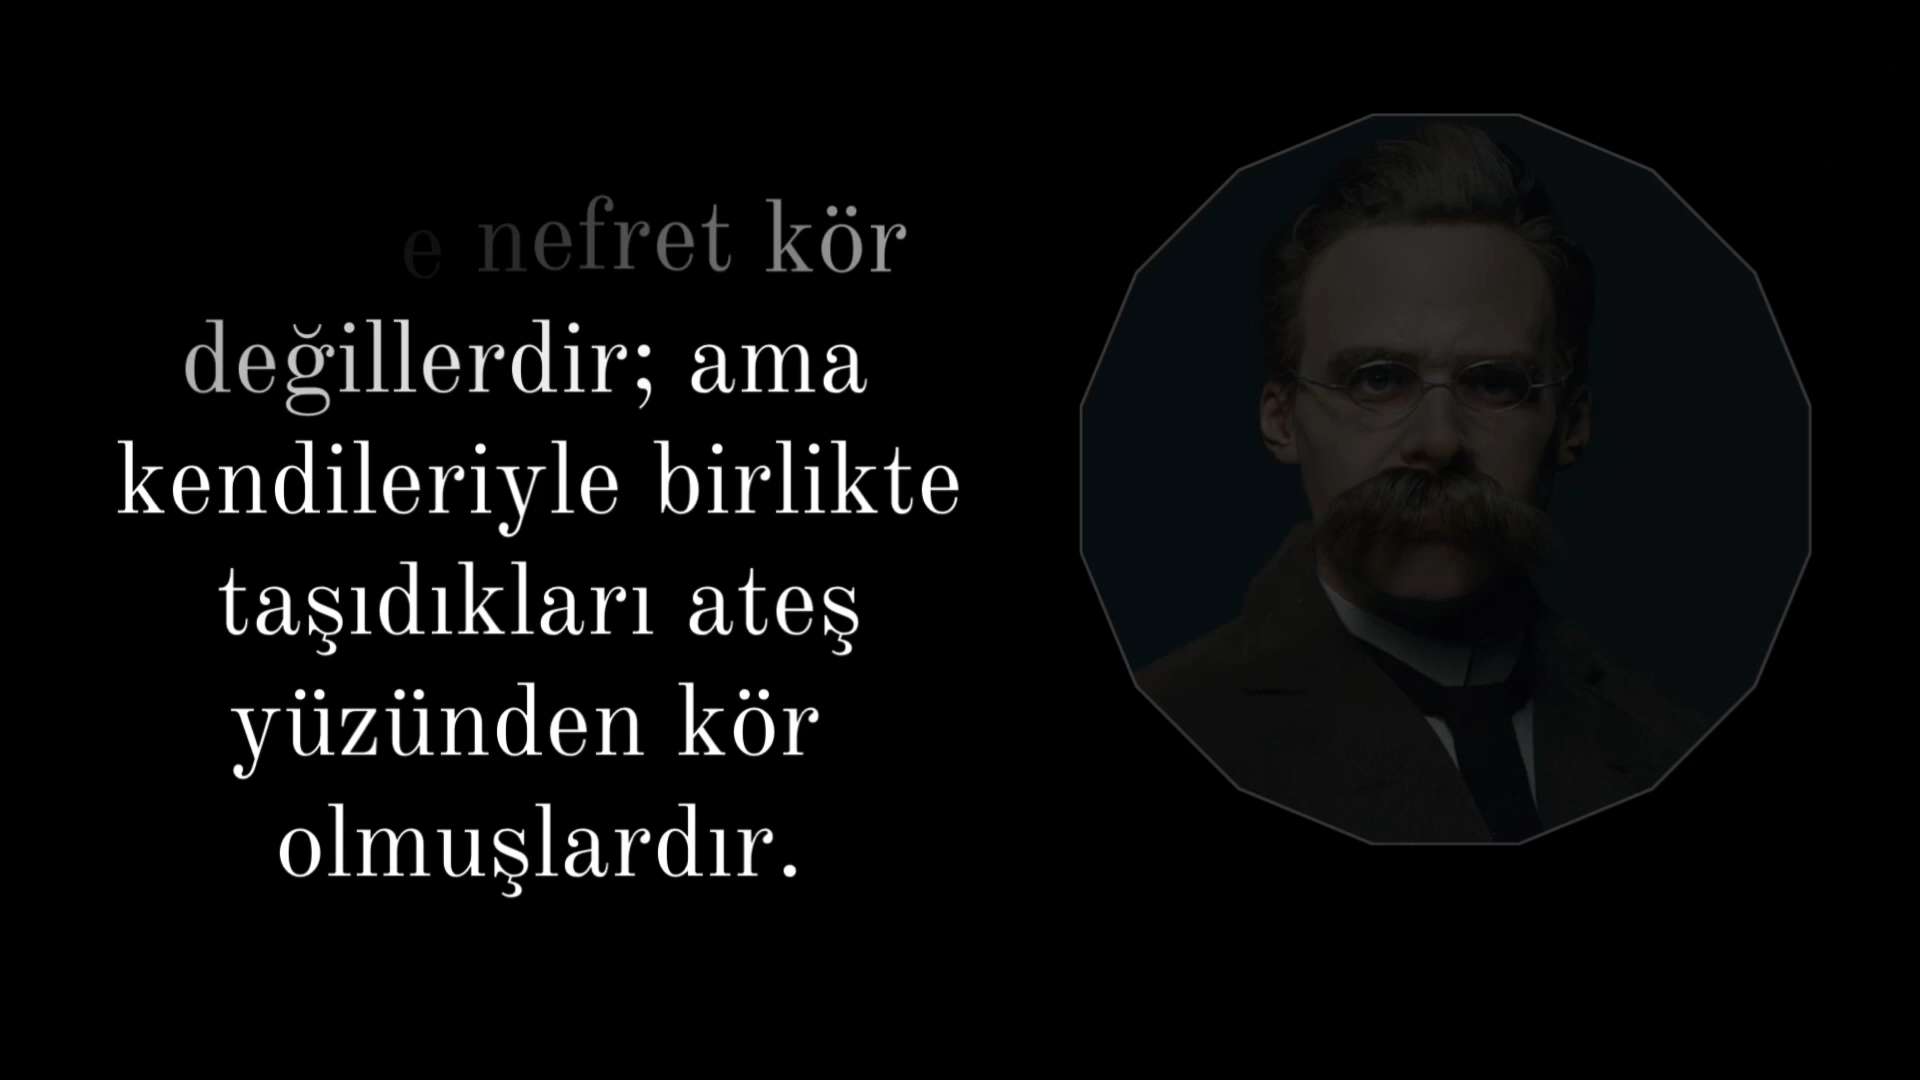 e nefret kör
değillerdir; ama
kendileriyle birlikte
taşıdıkları ateş
yüzünden kör
olmuşlardır.